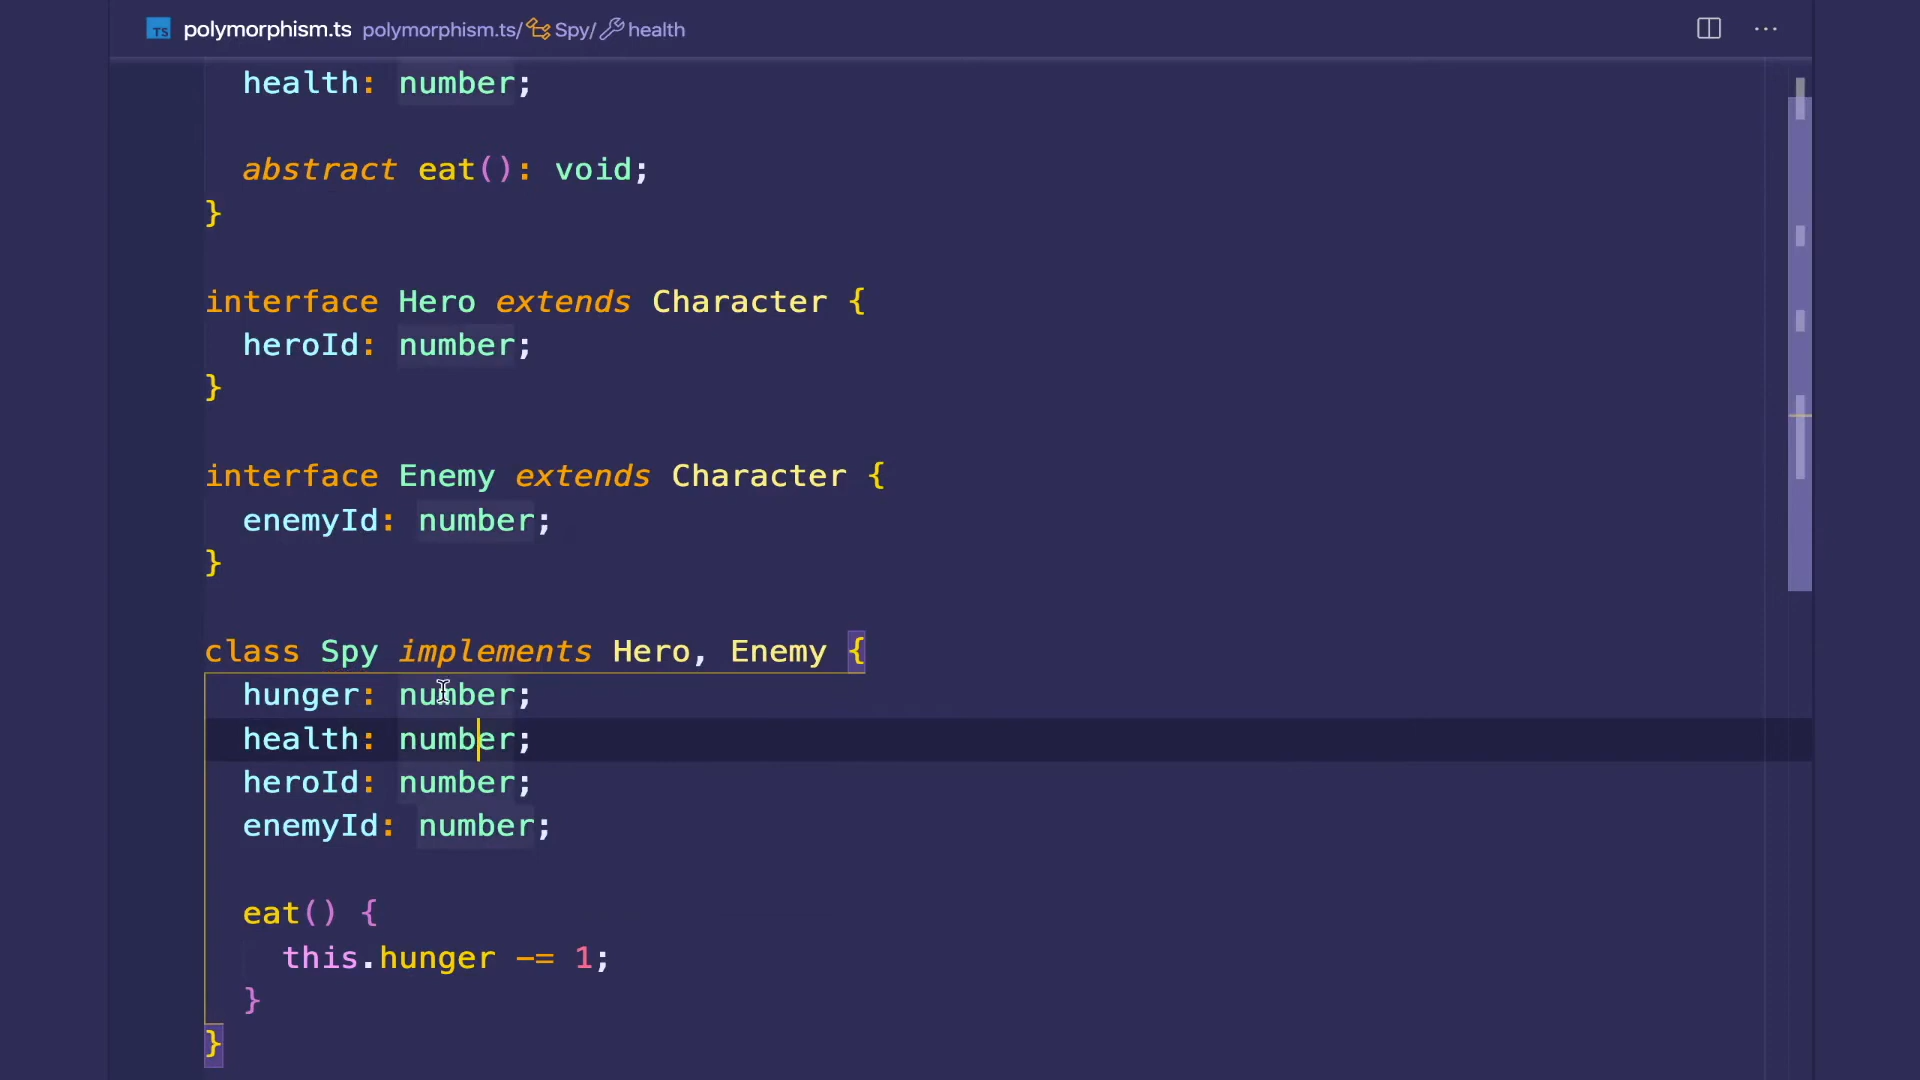 TS polymorphism.ts polymorphism.ts/ Spy/ health
health: number;
abstract eat(): void;
}
interface Hero extends Character {
heroId: number;
}
interface Enemy extends Character {
enemyId: number;
}
class Spy implements Hero, Enemy {
hunger: number;
health: number;
heroId: number;
enemyId: number;
eat() {
this.hunger -= 1;
}
}